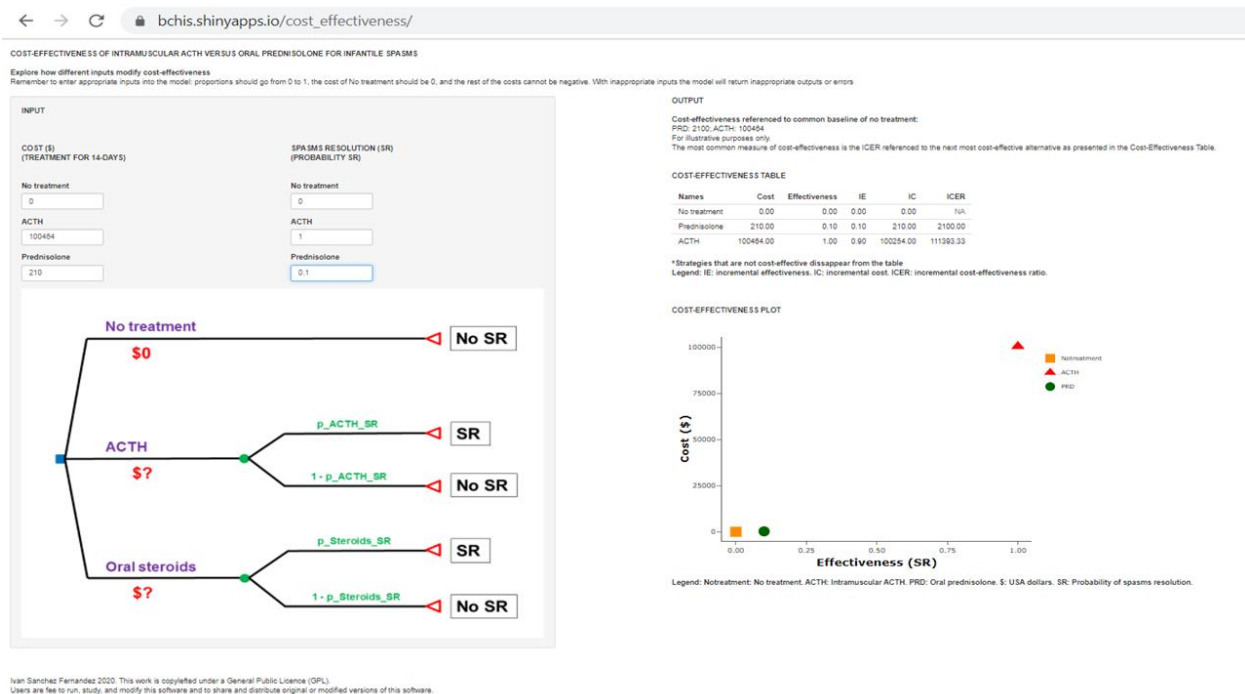 bchis.shinyapps.io/cost_effectiveness/
COST-EFFECTIVENESS OF INTRAMUSCULAR ACTH VERSUS ORAL PREDNISOLONE FOR INFANTILE SPASMS
Explore how different inputs modify cost-effectiveness
Remember to enter appropriate inputs into the model: proportions should go from 0 to 1, the cost of No treatment should be 0, and the rest of the costs cannot be negative. With inappropriate inputs the model will return inappropriate outputs or errors
INPUT
COST ($)
(TREATMENT FOR 14-DAYS)
No treatment
0
ACTH
100464
Prednisolone
210
SPASMS RESOLUTION (SR)
(PROBABILITY SR)
No treatment
0
ACTH
1
Prednisolone
0.1
No treatment
$0
No SR
ACTH
$?
p_ACTH_SR
SR
1 - p_ACTH_SR
No SR
Oral steroids
$?
p_Steroids_SR
SR
1 - p_Steroids_SR
No SR
OUTPUT
Cost-effectiveness referenced to common baseline of no treatment:
PRD: 2100; ACTH: 100464
For illustrative purposes only.
The most common measure of cost-effectiveness is the ICER referenced to the next most cost-effective alternative as presented in the Cost-Effectiveness Table.
COST-EFFECTIVENESS TABLE
Names Cost Effectiveness IE IC ICER
No treatment 0.00 0.00 0.00 0.00 NA
Prednisolone 210.00 0.10 0.10 210.00 2100.00
ACTH 100464.00 1.00 0.90 100254.00 111393.33
*Strategies that are not cost-effective dissappear from the table
Legend: IE: incremental effectiveness. IC: incremental cost. ICER: incremental cost-effectiveness ratio.
COST-EFFECTIVENESS PLOT
100000
75000
50000
25000
0
Cost ($)
0.00 0.25 0.50 0.75 1.00
Effectiveness (SR)
Notreatment
ACTH
PRD
Legend: Notreatment: No treatment. ACTH: Intramuscular ACTH. PRD: Oral prednisolone. $: USA dollars. SR: Probability of spasms resolution.
Ivan Sanchez Fernandez 2020. This work is copylefted under a General Public Licence (GPL).
Users are fee to run, study, and modify this software and to share and distribute original or modified versions of this software.